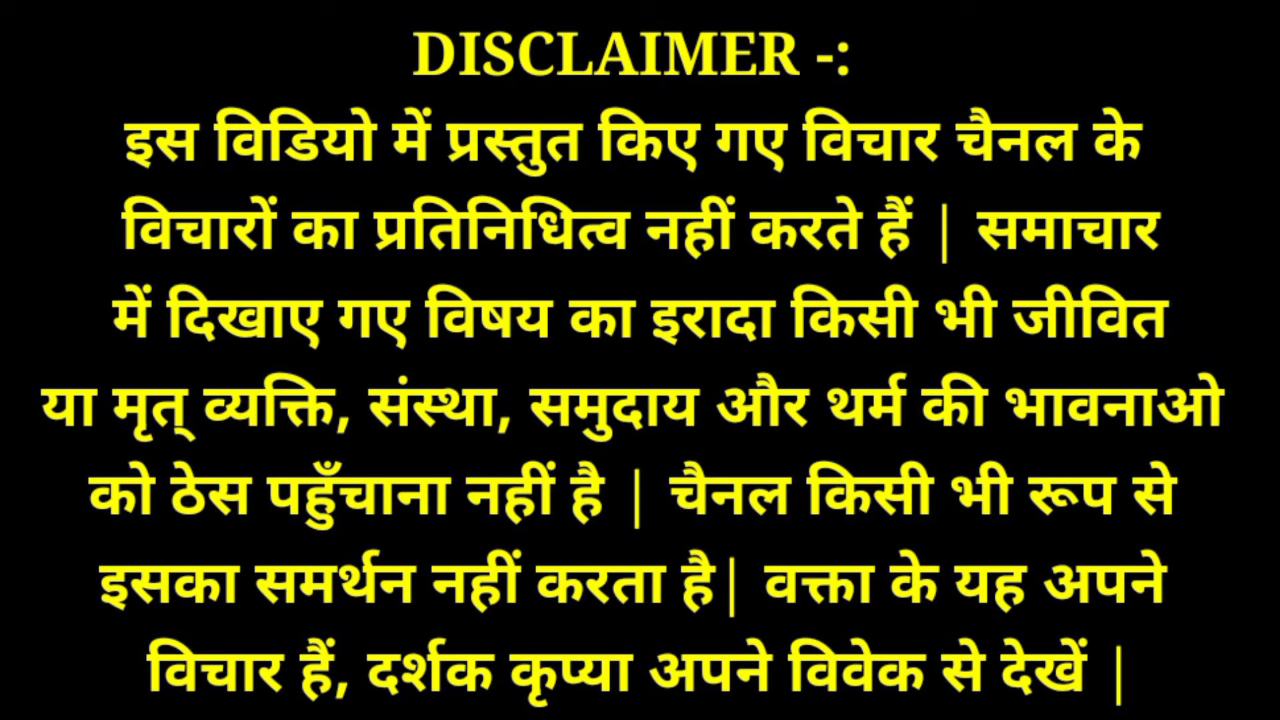 DISCLAIMER -:
इस विडियो में प्रस्तुत किए गए विचार चैनल के
विचारों का प्रतिनिधित्व नहीं करते हैं | समाचार
में दिखाए गए विषय का इरादा किसी भी जीवित
या मृत् व्यक्ति, संस्था, समुदाय और थर्म की भावनाओ
को ठेस पहुँचाना नहीं है | चैनल किसी भी रूप से
इसका समर्थन नहीं करता है| वक्ता के यह अपने
विचार हैं, दर्शक कृप्या अपने विवेक से देखें |